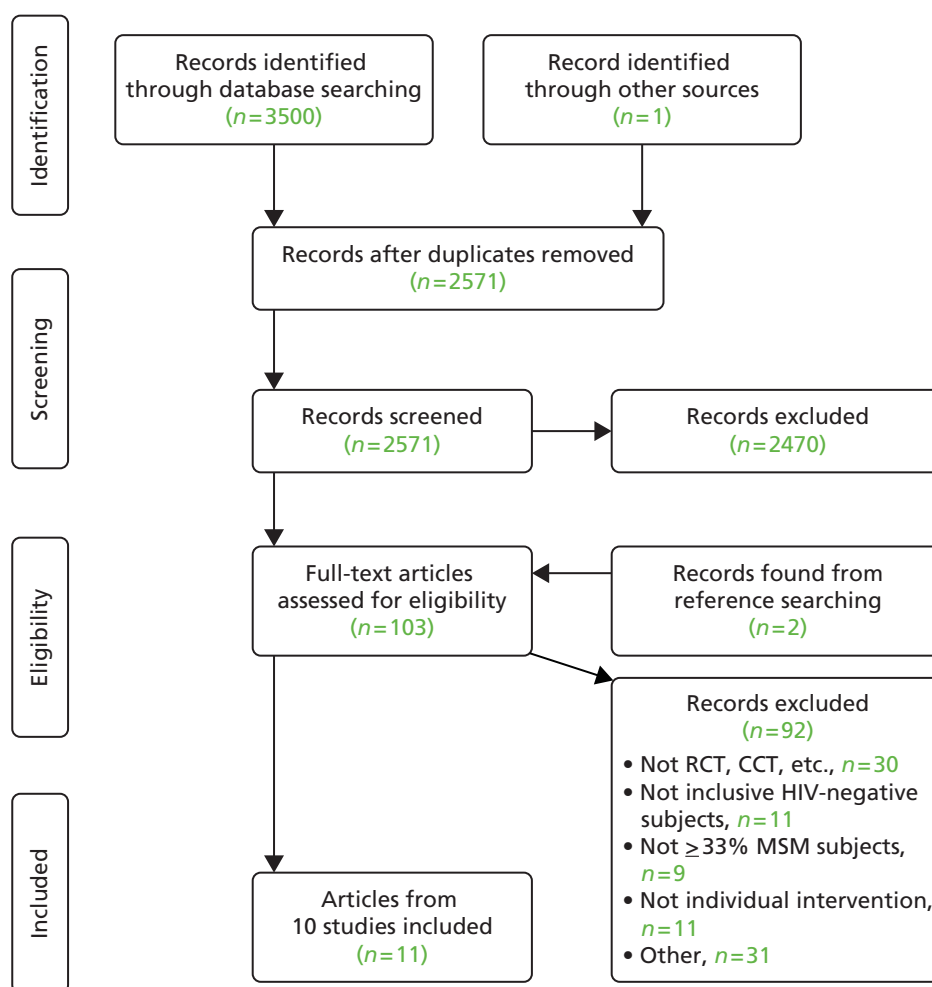 Identification
Records identified
through database searching
(n=3500)
Record identified
through other sources
(n=1)
Records after duplicates removed
(n=2571)
Screening
Records screened
(n=2571)
Records excluded
(n=2470)
Eligibility
Full-text articles
assessed for eligibility
(n=103)
Records found from
reference searching
(n=2)
Records excluded
(n=92)
• Not RCT, CCT, etc., n=30
• Not inclusive HIV-negative
subjects, n=11
• Not ≥33% MSM subjects,
n=9
• Not individual intervention,
n=11
• Other, n=31
Included
Articles from
10 studies included
(n=11)